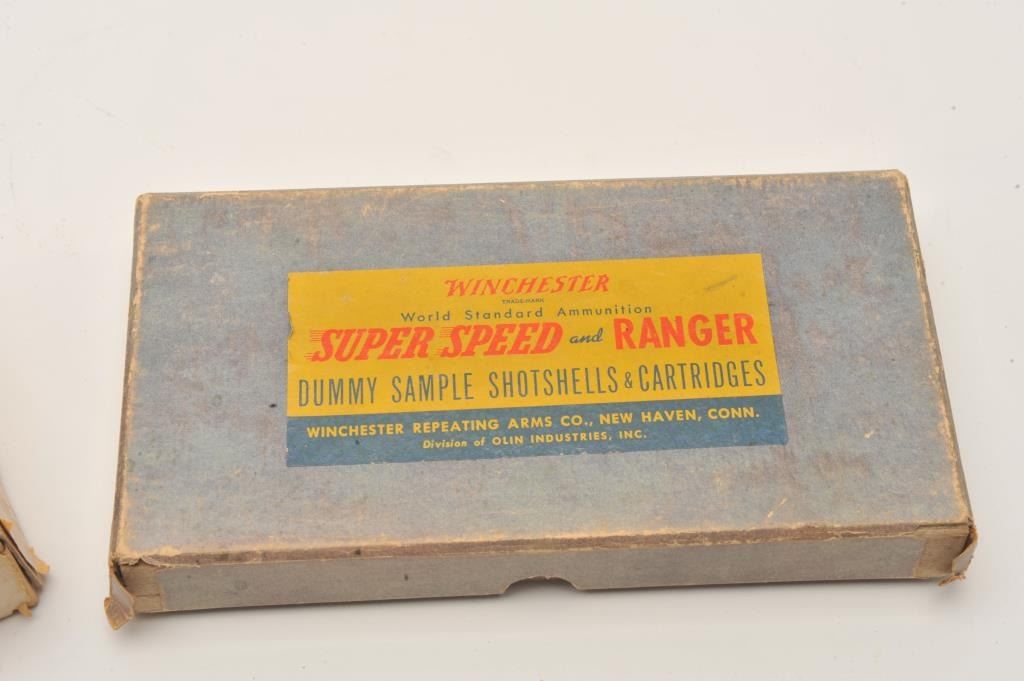 WINCHESTER
TRADE-MARK
World Standard Ammunition
SUPER SPEED and RANGER
DUMMY SAMPLE SHOTSHELLS & CARTRIDGES
WINCHESTER REPEATING ARMS CO., NEW HAVEN, CONN.
Division of OLIN INDUSTRIES, INC.